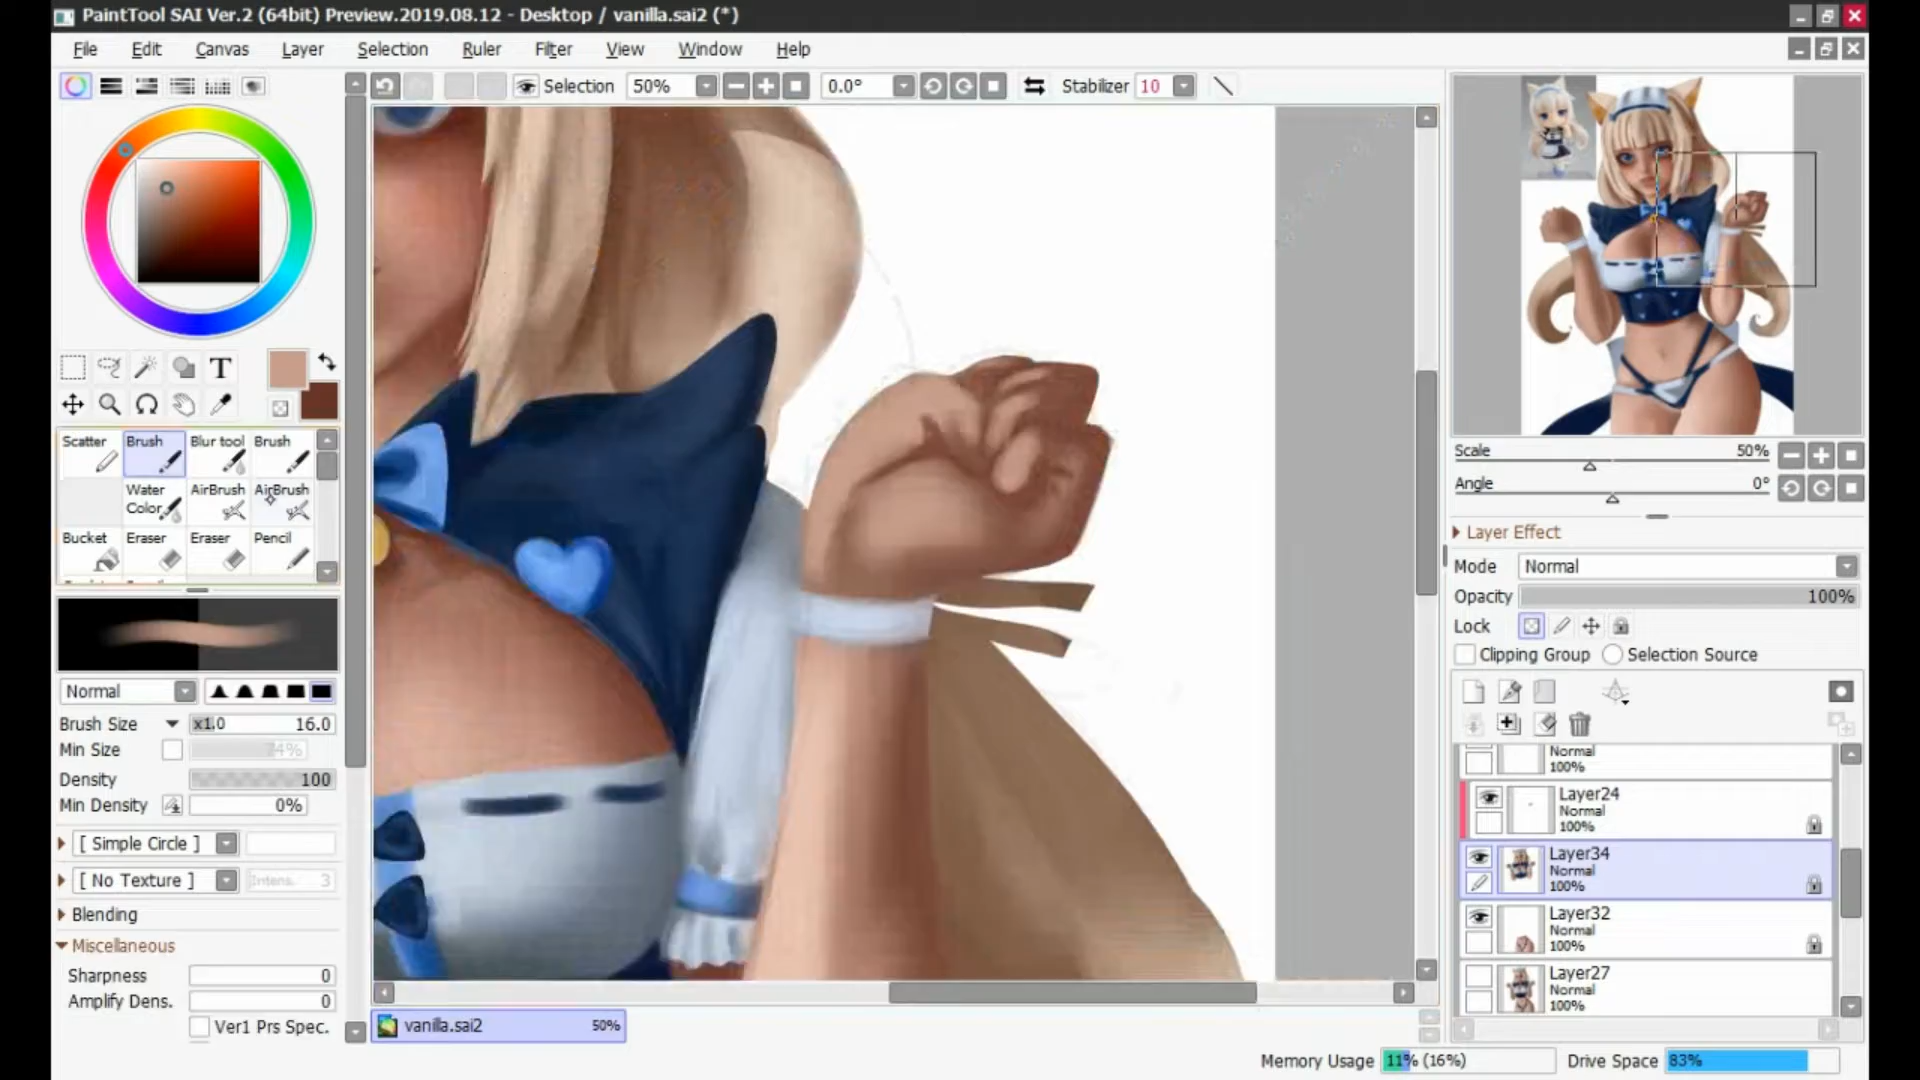 PaintTool SAI Ver.2 (64bit) Preview.2019.08.12 - Desktop / vanilla.sai2 (*)
File Edit Canvas Layer Selection Ruler Filter View Window Help
Selection 50% 0.0° Stabilizer 10
T
Scatter Brush Blur tool Brush
Water Color AirBrush AirBrush
Bucket Eraser Eraser Pencil
Normal
Brush Size x1.0 16.0
Min Size 74%
Density 100
Min Density 0%
[ Simple Circle ]
[ No Texture ] Intens. 3
Blending
Miscellaneous
Sharpness 0
Amplify Dens. 0
Ver1 Prs Spec.
vanilla.sai2 50%
Scale 50%
Angle 0°
Layer Effect
Mode Normal
Opacity 100%
Lock
Clipping Group Selection Source
Normal
100%
Layer24
Normal
100%
Layer34
Normal
100%
Layer32
Normal
100%
Layer27
Normal
100%
Memory Usage 11% (16%) Drive Space 83%